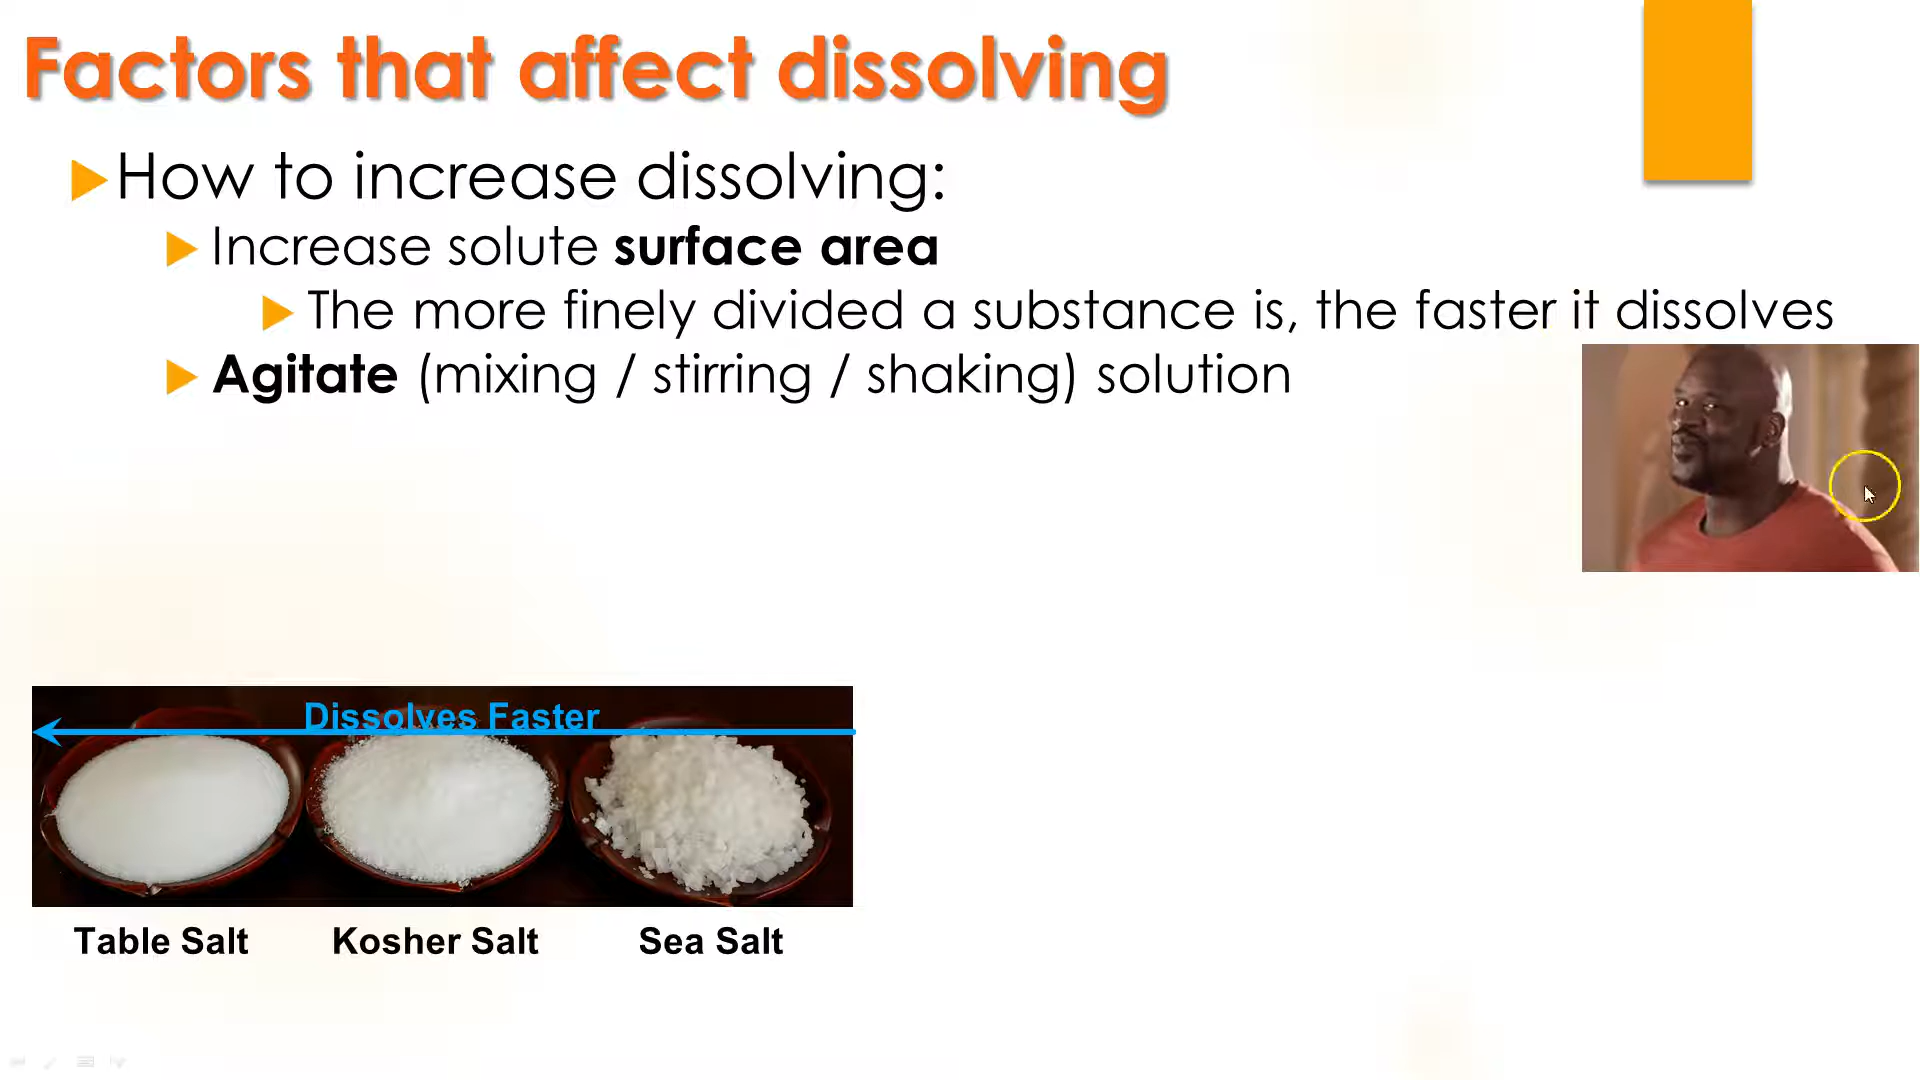 Factors that affect dissolving
How to increase dissolving:
Increase solute surface area
The more finely divided a substance is, the faster it dissolves
Agitate (mixing / stirring / shaking) solution
Dissolves Faster
Table Salt Kosher Salt Sea Salt